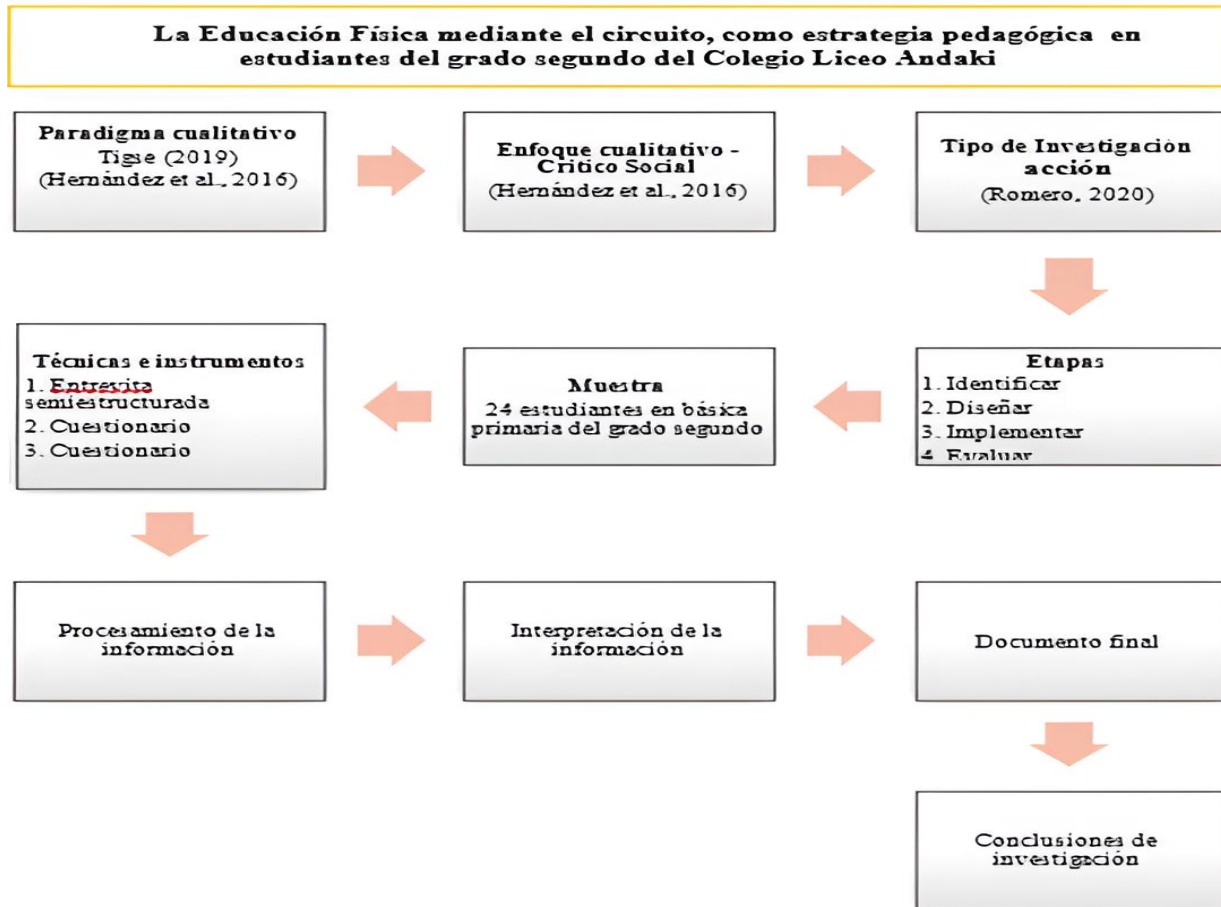 La Educación Física mediante el circuito, como estrategia pedagógica en
estudiantes del grado segundo del Colegio Liceo Andaki
Paradigma cualitativo
Tigse (2019)
(Hernández et al., 2016)
Enfoque cualitativo -
Crítico Social
(Hernández et al., 2016)
Tipo de Investigación
acción
(Romero, 2020)
Etapas
1. Identificar
2. Diseñar
3. Implementar
4. Evaluar
Muestra
24 estudiantes en básica
primaria del grado segundo
Técnicas e instrumentos
1. Entresvita
semiestructurada
2. Cuestionario
3. Cuestionario
Procesamiento de la
información
Interpretación de la
información
Documento final
Conclusiones de
investigación